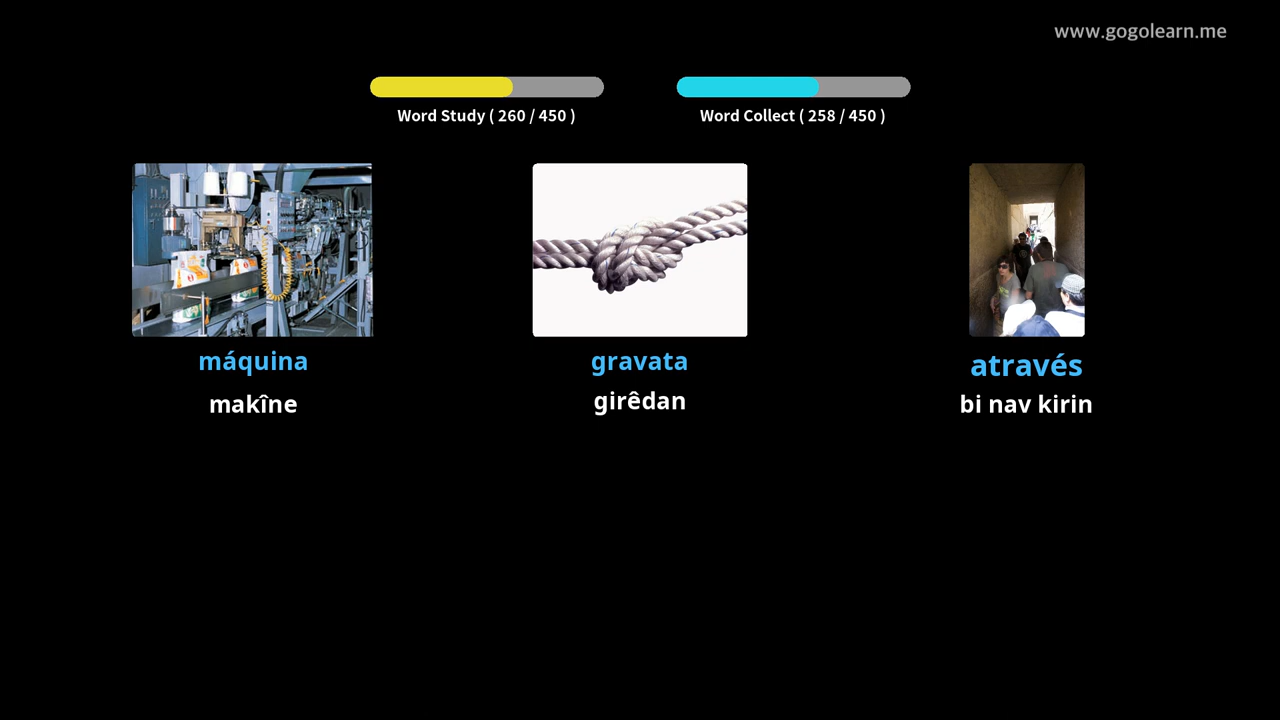 www.gogolearn.me
Word Study ( 260 / 450 )
Word Collect ( 258 / 450 )
máquina
gravata
através
makîne
girêdan
bi nav kirin